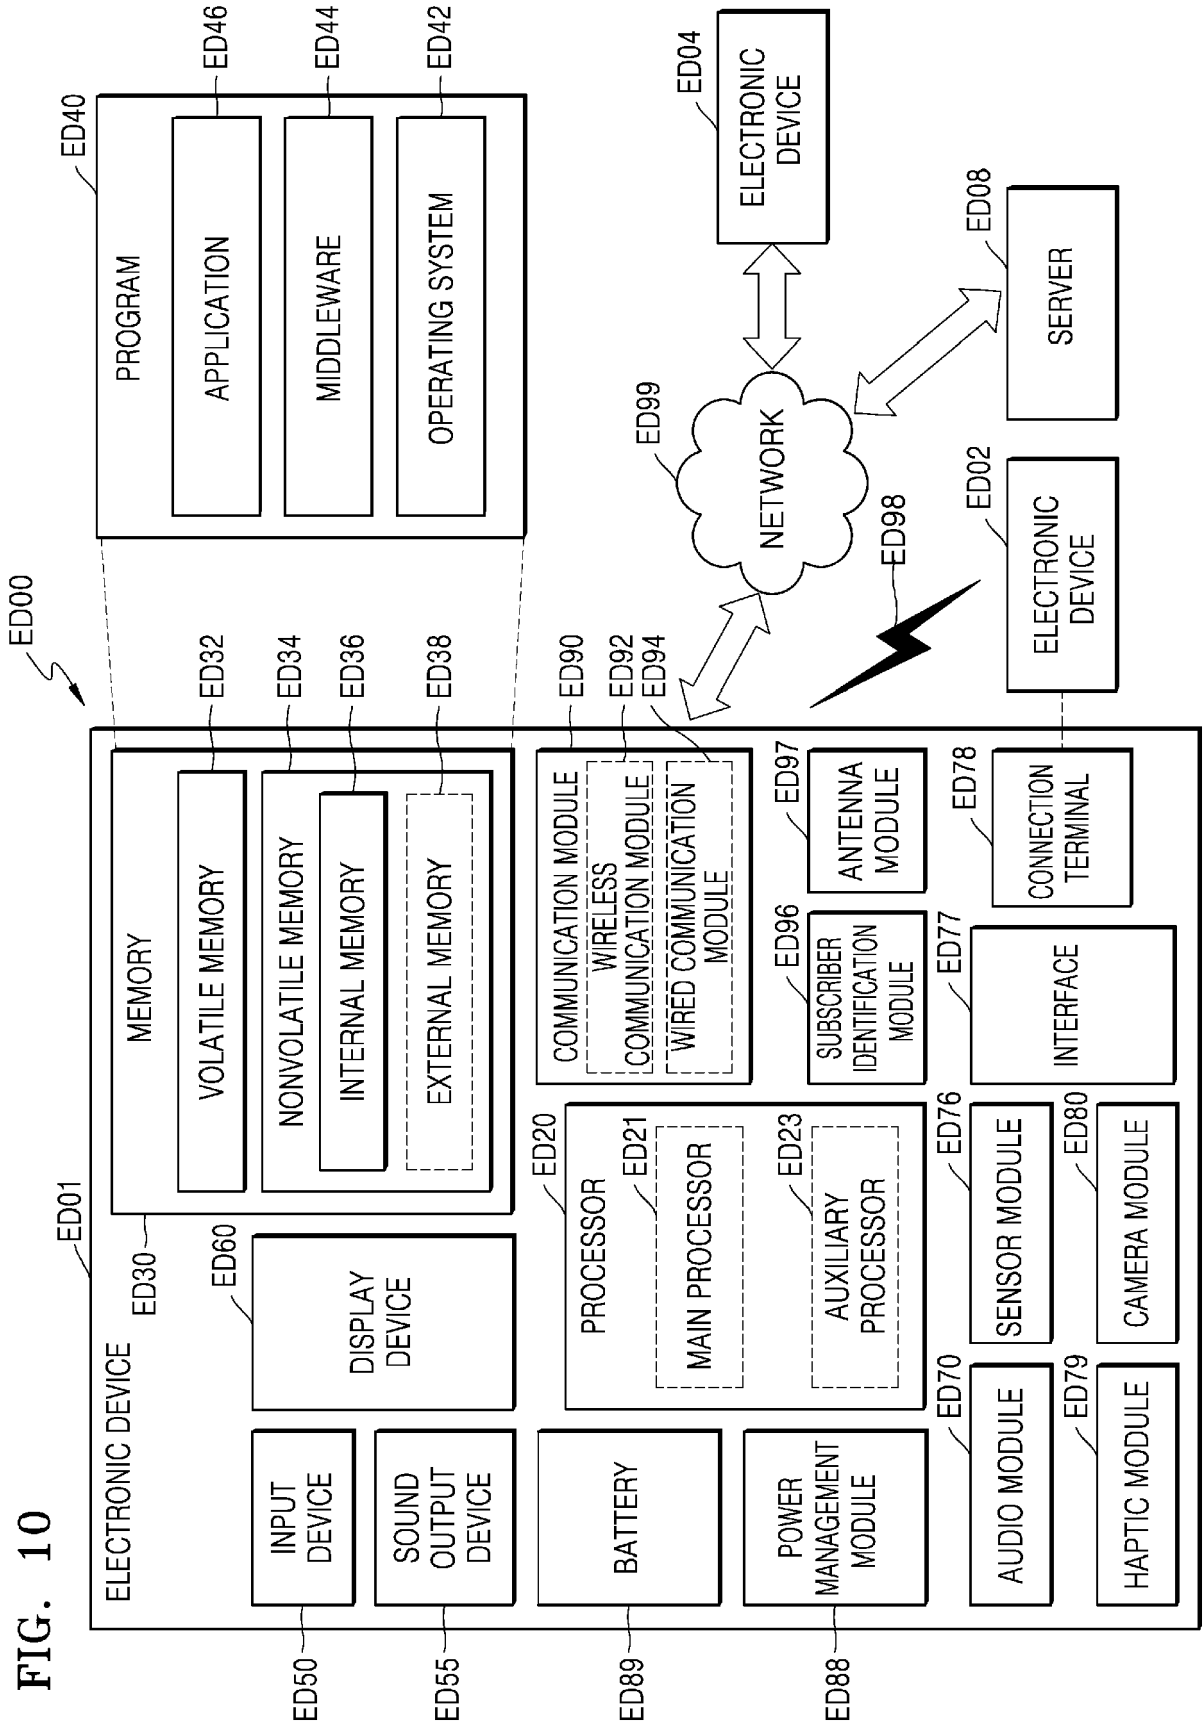 FIG. 10
ED00
ED01
ELECTRONIC DEVICE
ED30
MEMORY
VOLATILE MEMORY
ED32
NONVOLATILE MEMORY
ED34
INTERNAL MEMORY
ED36
EXTERNAL MEMORY
ED38
ED40
PROGRAM
APPLICATION
ED46
MIDDLEWARE
ED44
OPERATING SYSTEM
ED42
ED50
INPUT
DEVICE
ED55
SOUND
OUTPUT
DEVICE
ED60
DISPLAY
DEVICE
ED89
BATTERY
ED88
POWER
MANAGEMENT
MODULE
ED20
PROCESSOR
ED21
MAIN PROCESSOR
ED23
AUXILIARY
PROCESSOR
ED90
COMMUNICATION MODULE
ED92
WIRELESS
COMMUNICATION MODULE
ED94
WIRED COMMUNICATION
MODULE
ED96
SUBSCRIBER
IDENTIFICATION
MODULE
ED97
ANTENNA
MODULE
ED70
AUDIO MODULE
ED76
SENSOR MODULE
ED79
HAPTIC MODULE
ED80
CAMERA MODULE
ED77
INTERFACE
ED78
CONNECTION
TERMINAL
ED99
NETWORK
ED98
ED04
ELECTRONIC
DEVICE
ED02
ELECTRONIC
DEVICE
ED08
SERVER